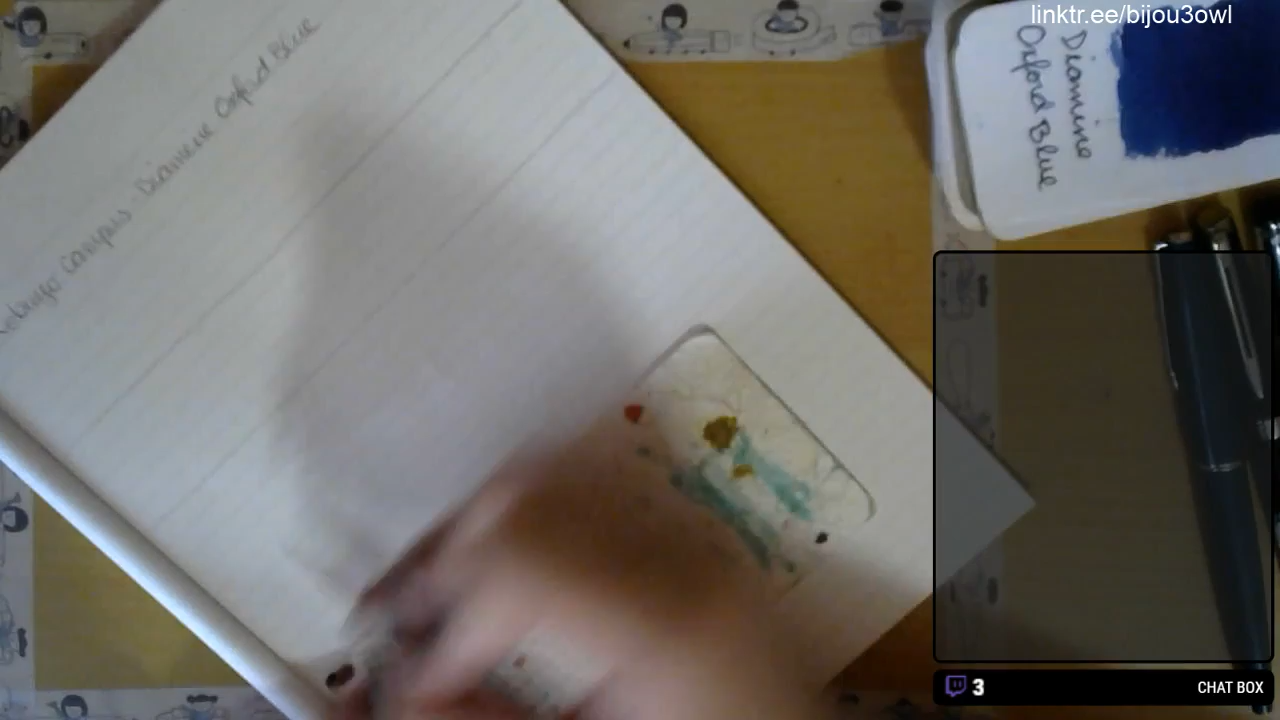 linktr.ee/bijou3owl
Campus - Diamine Oxford Blue
Diamine
Oxford Blue
3
CHAT BOX